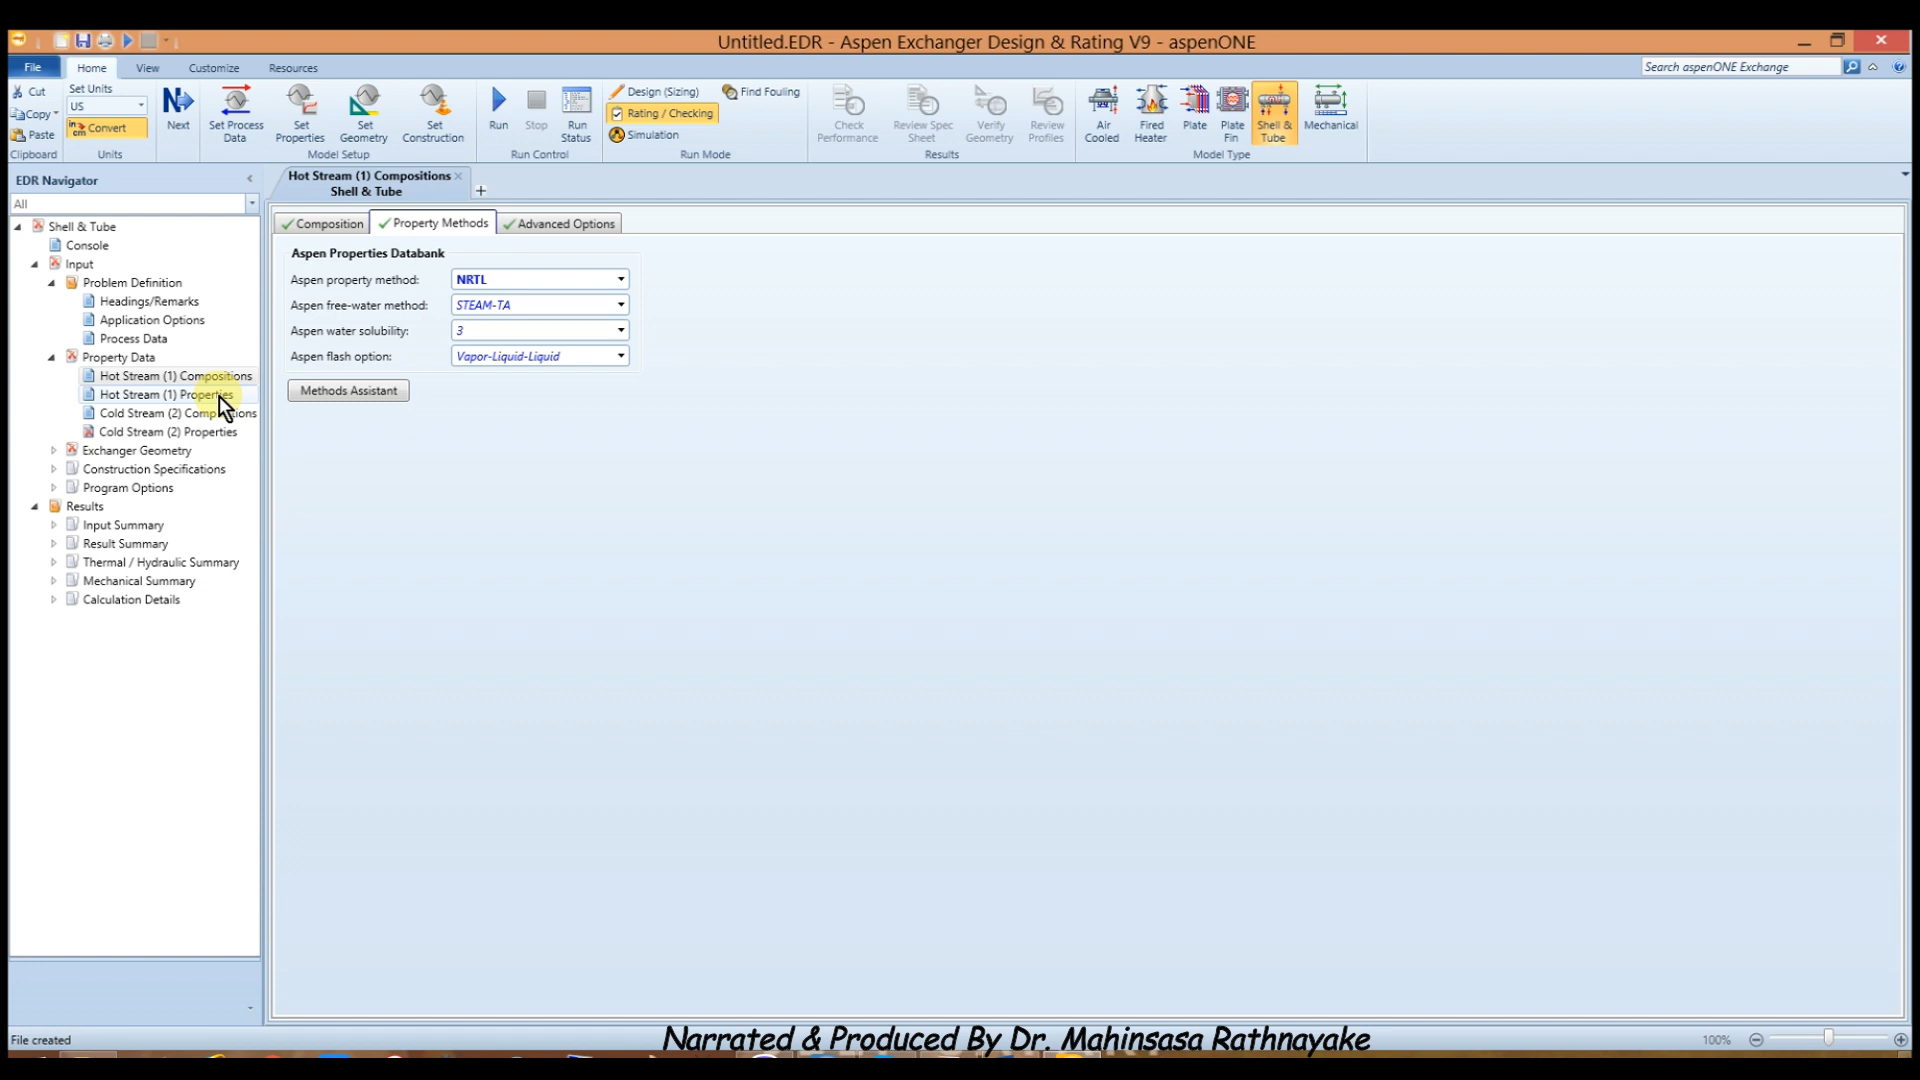 Untitled.EDR - Aspen Exchanger Design & Rating V9 - aspenONE
File Home View Customize Resources
Search aspenONE Exchange
Cut
Copy
Paste
Clipboard
Set Units
US
Convert
Units
Next
Set Process Data
Set Properties
Set Geometry
Set Construction
Model Setup
Run
Stop
Run Status
Run Control
Design (Sizing)
Rating / Checking
Simulation
Find Fouling
Run Mode
Check Performance
Review Spec Sheet
Verify Geometry
Review Profiles
Results
Air Cooled
Fired Heater
Plate
Plate Fin
Shell & Tube
Mechanical
Model Type
EDR Navigator
All
Shell & Tube
Console
Input
Problem Definition
Headings/Remarks
Application Options
Process Data
Property Data
Hot Stream (1) Compositions
Hot Stream (1) Properties
Cold Stream (2) Compositions
Cold Stream (2) Properties
Exchanger Geometry
Construction Specifications
Program Options
Results
Input Summary
Result Summary
Thermal / Hydraulic Summary
Mechanical Summary
Calculation Details
Hot Stream (1) Compositions
Shell & Tube
Composition Property Methods Advanced Options
Aspen Properties Databank
Aspen property method: NRTL
Aspen free-water method: STEAM-TA
Aspen water solubility: 3
Aspen flash option: Vapor-Liquid-Liquid
Methods Assistant
File created
Narrated & Produced By Dr. Mahinsasa Rathnayake
100%